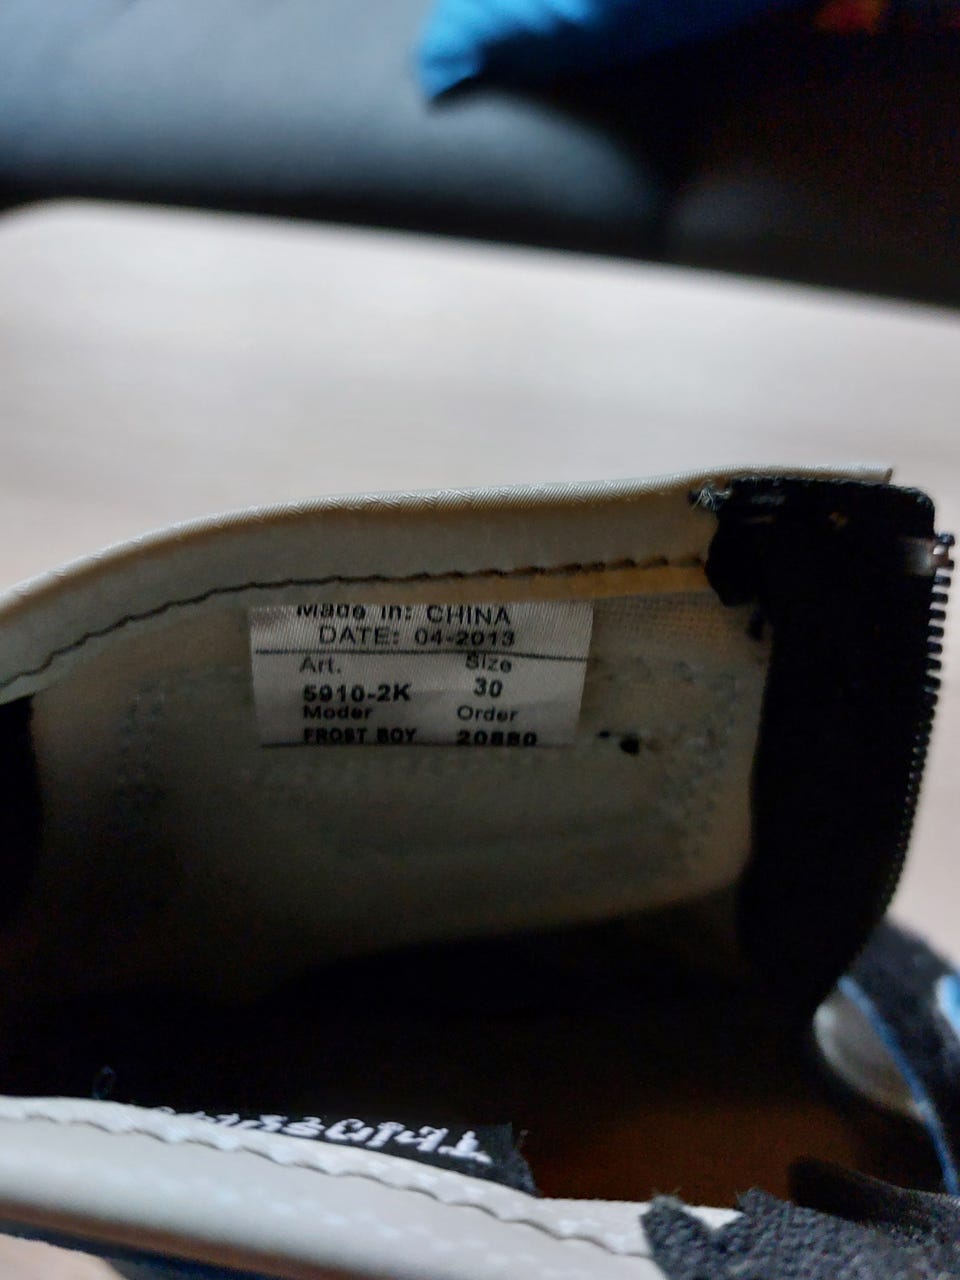 Made in: CHINA
DATE: 04-2013
Art. Size
5910-2K 30
Moder Order
FROST BOY 20880